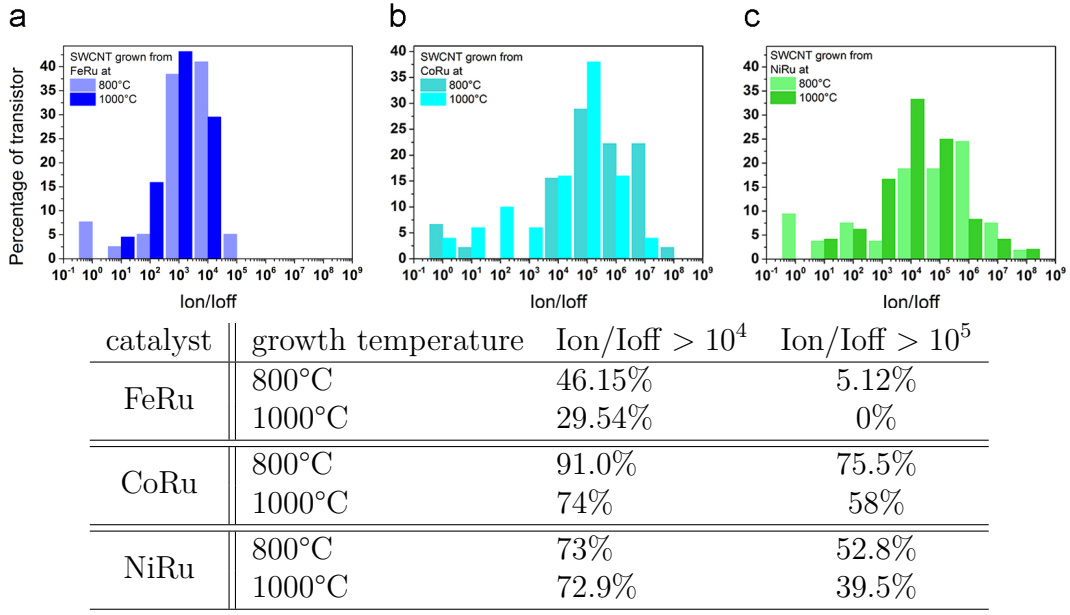 a
SWCNT grown from
FeRu at
800°C
1000°C
Percentage of transistor
40
35
30
25
20
15
10
5
0
10⁻¹ 10⁰ 10¹ 10² 10³ 10⁴ 10⁵ 10⁶ 10⁷ 10⁸ 10⁹
Ion/Ioff
b
SWCNT grown from
CoRu at
800°C
1000°C
40
35
30
25
20
15
10
5
0
10⁻¹ 10⁰ 10¹ 10² 10³ 10⁴ 10⁵ 10⁶ 10⁷ 10⁸ 10⁹
Ion/Ioff
c
SWCNT grown from
NiRu at
800°C
1000°C
40
35
30
25
20
15
10
5
0
10⁻¹ 10⁰ 10¹ 10² 10³ 10⁴ 10⁵ 10⁶ 10⁷ 10⁸ 10⁹
Ion/Ioff
catalyst growth temperature Ion/Ioff > 10⁴ Ion/Ioff > 10⁵
FeRu
800°C 46.15% 5.12%
1000°C 29.54% 0%
CoRu
800°C 91.0% 75.5%
1000°C 74% 58%
NiRu
800°C 73% 52.8%
1000°C 72.9% 39.5%